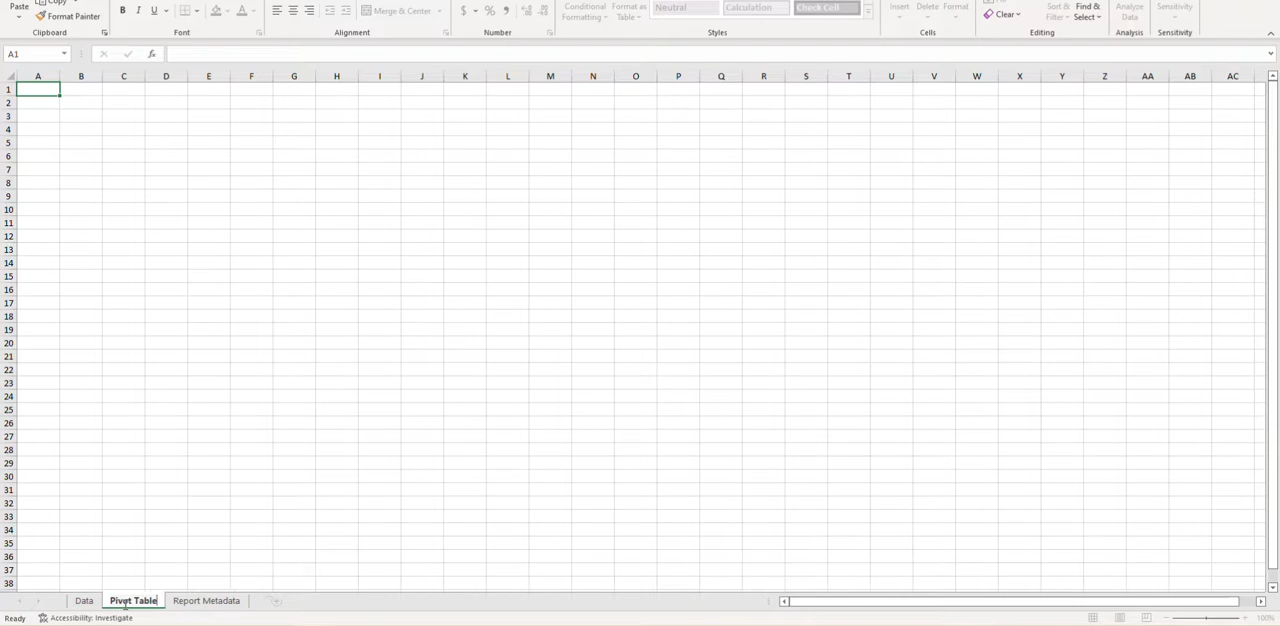 Paste
Copy
Format Painter
Clipboard
B I U
Font
Merge & Center
Alignment
$ % ,
Number
Conditional Formatting
Format as Table
Neutral
Calculation
Check Cell
Styles
Insert Delete Format
Cells
Clear
Sort & Filter
Find & Select
Editing
Analyze Data
Analysis
Sensitivity
Sensitivity
A1
fx
A B C D E F G H I J K L M N O P Q R S T U V W X Y Z AA AB AC
1
2
3
4
5
6
7
8
9
10
11
12
13
14
15
16
17
18
19
20
21
22
23
24
25
26
27
28
29
30
31
32
33
34
35
36
37
38
Data Pivot Table Report Metadata
Ready Accessibility: Investigate 100%